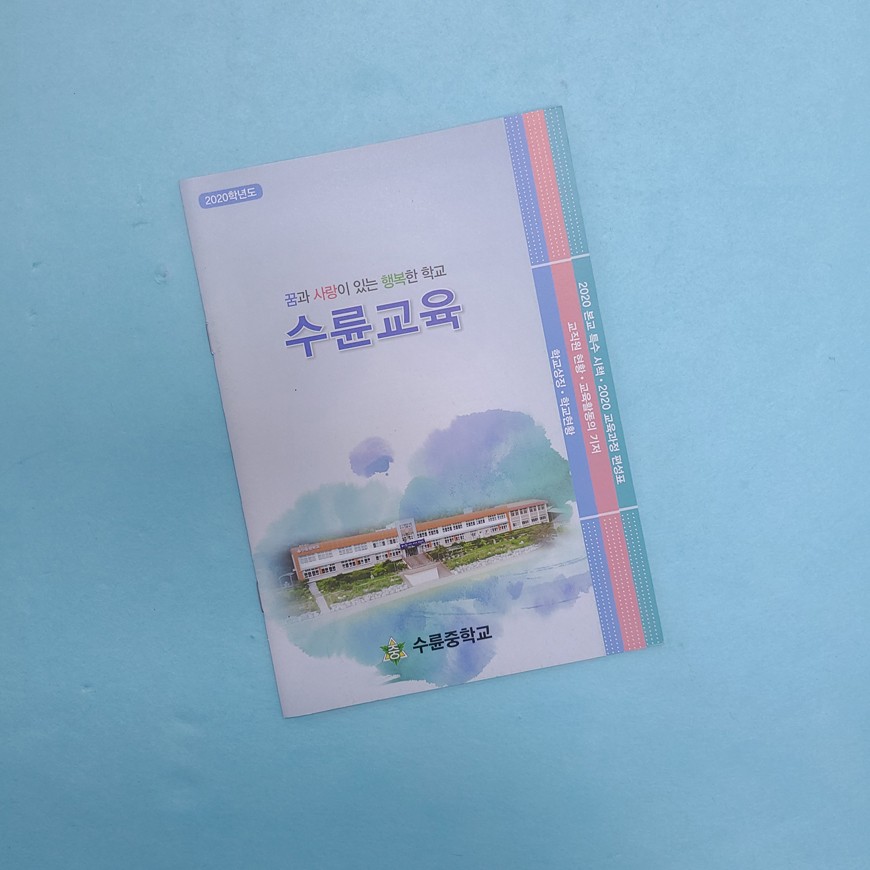 2020학년도
꿈과 사랑이 있는 행복한 학교
수륜교육
2020 본교 특수 시책 • 2020 교육과정 편성표
교직원 현황 • 교육활동의 기저
학교상징 • 학교현황
중
수륜중학교